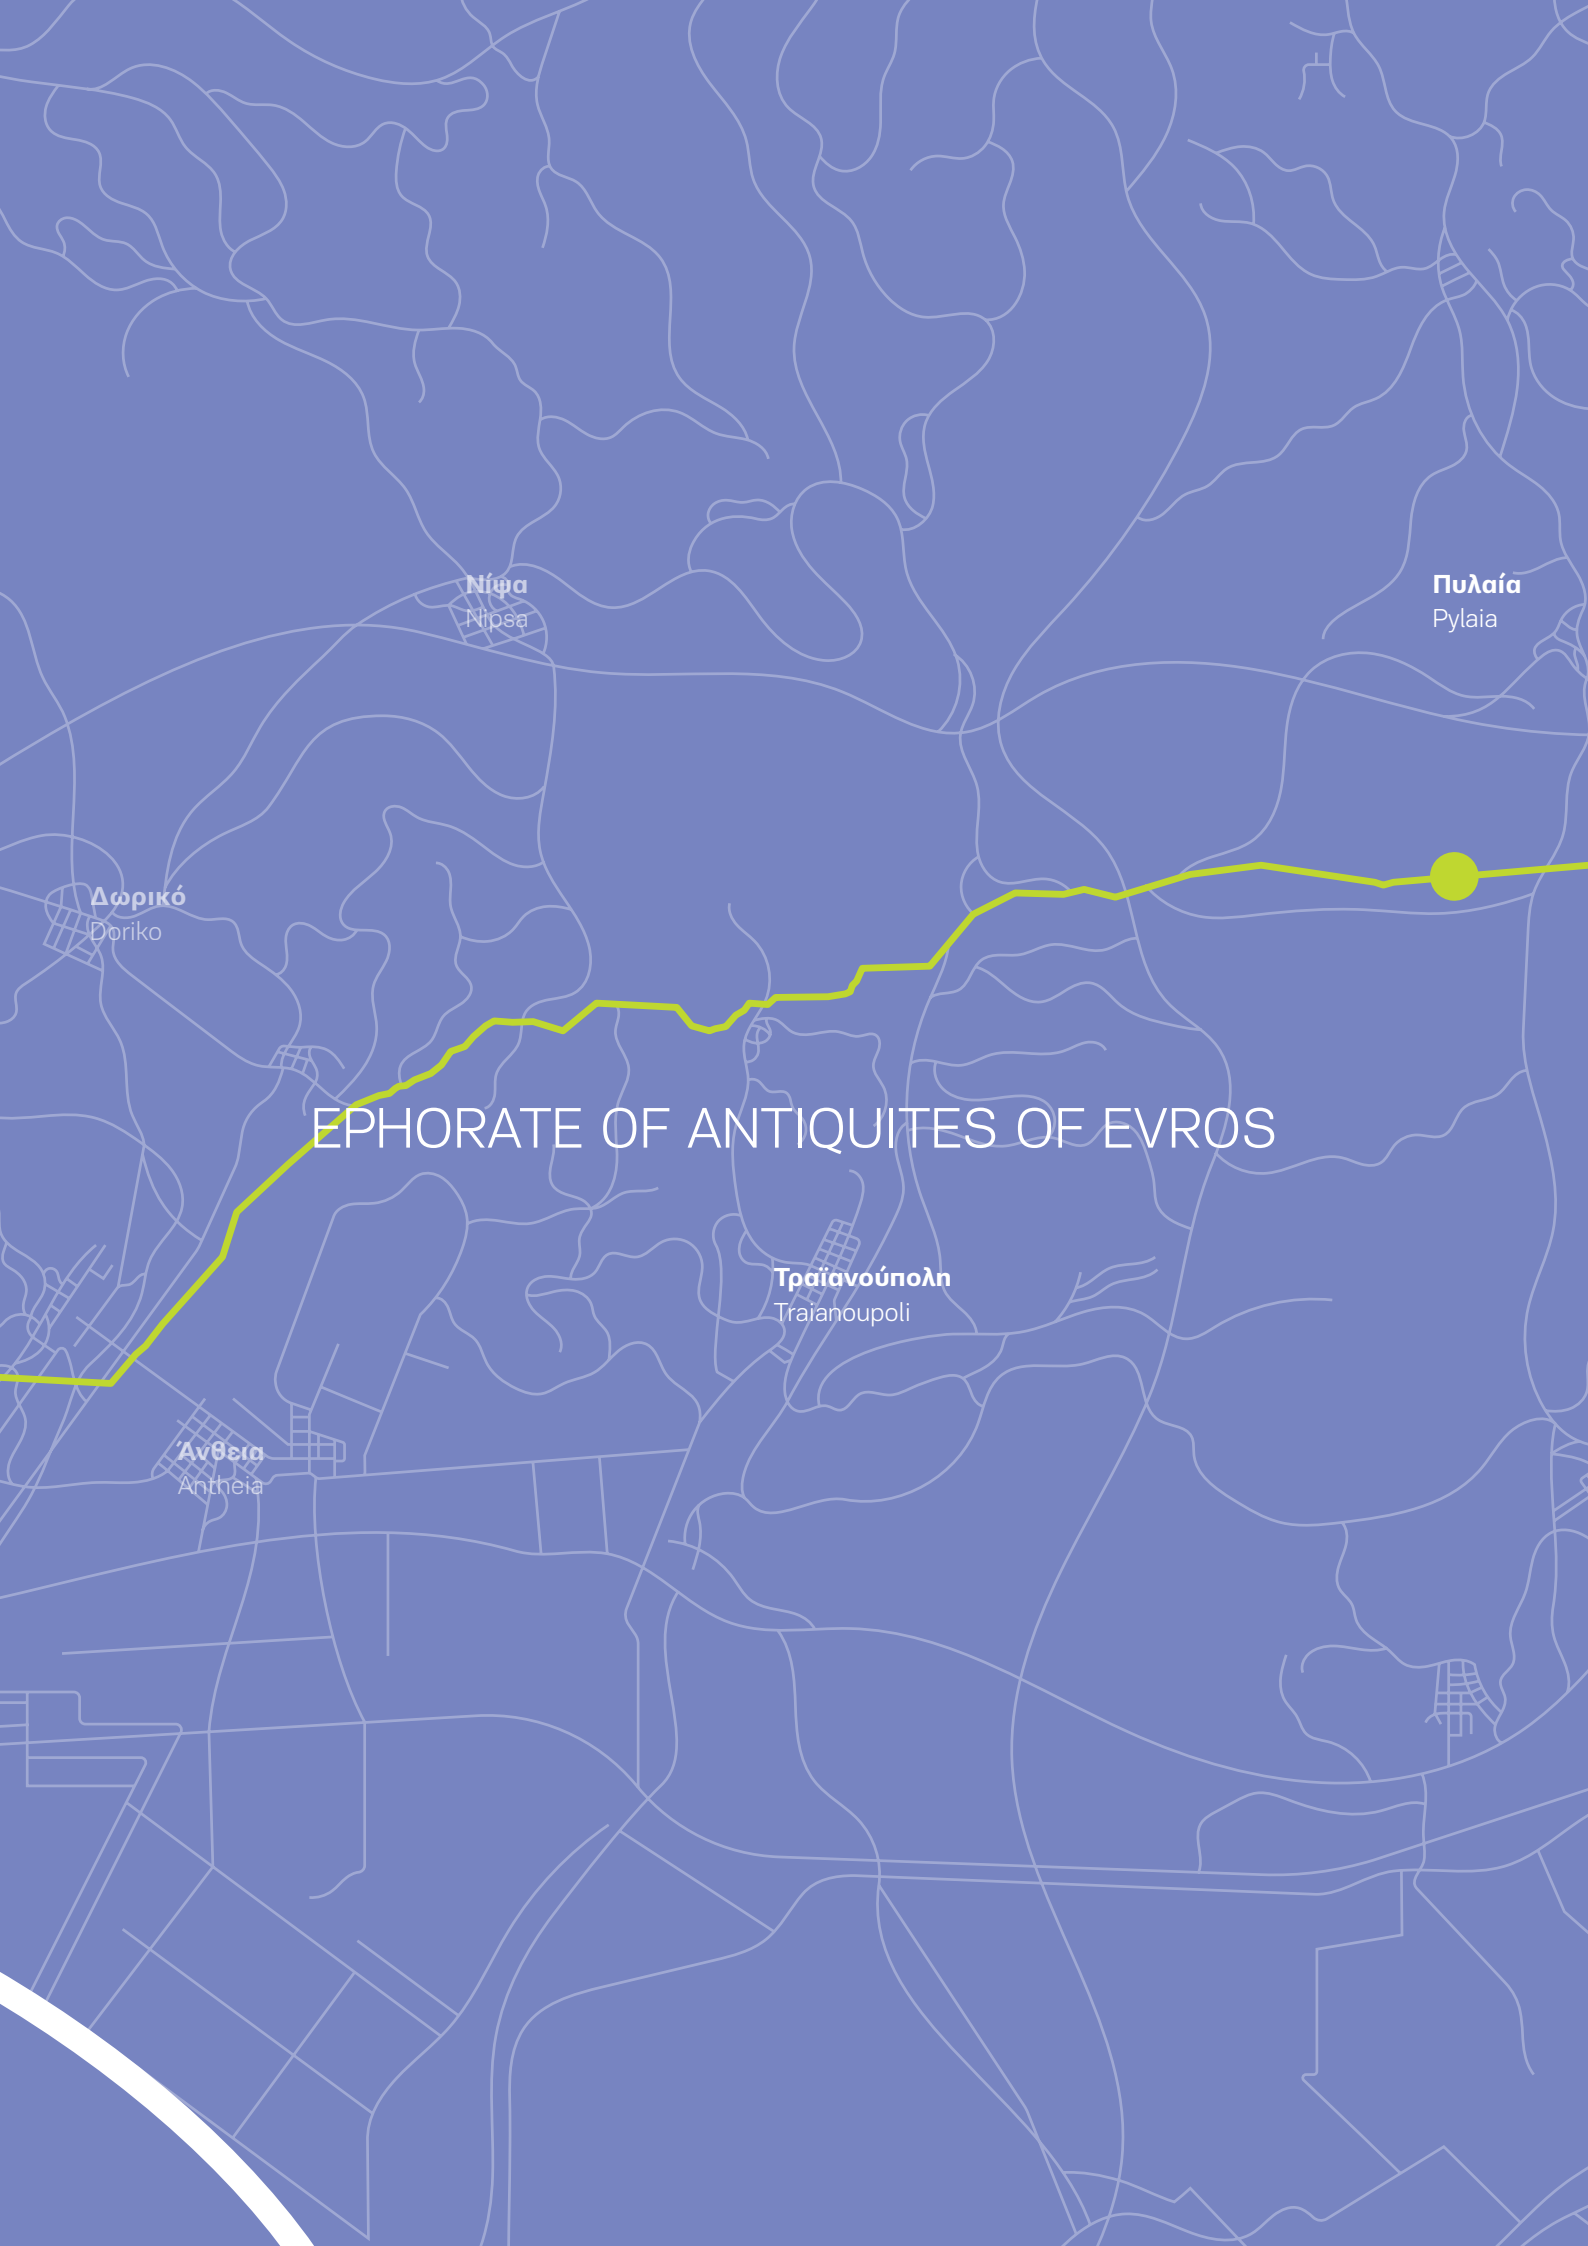 Νίψα
Nipsa
Πυλαία
Pylaia
Δωρικό
Doriko
EPHORATE OF ANTIQUITES OF EVROS
Τραϊανούπολη
Traianoupoli
Άνθεια
Antheia